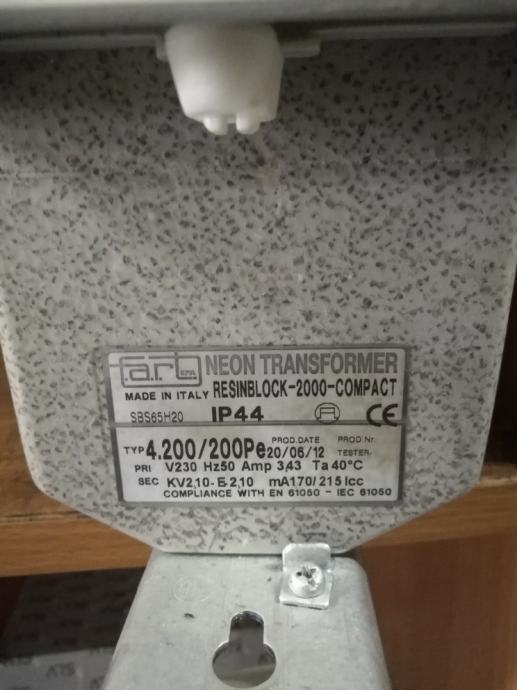 f.a.r.t. S.P.A. NEON TRANSFORMER
MADE IN ITALY RESINBLOCK-2000-COMPACT
SBS65H20 IP44 CE
TYP 4.200/200Pe PROD.DATE 20/06/12 PROD.Nr. TESTER.
PRI V230 Hz50 Amp 3,43 Ta 40°C
SEC KV2,10-E-2,10 mA170/215 Icc
COMPLIANCE WITH EN 61050 - IEC 61050